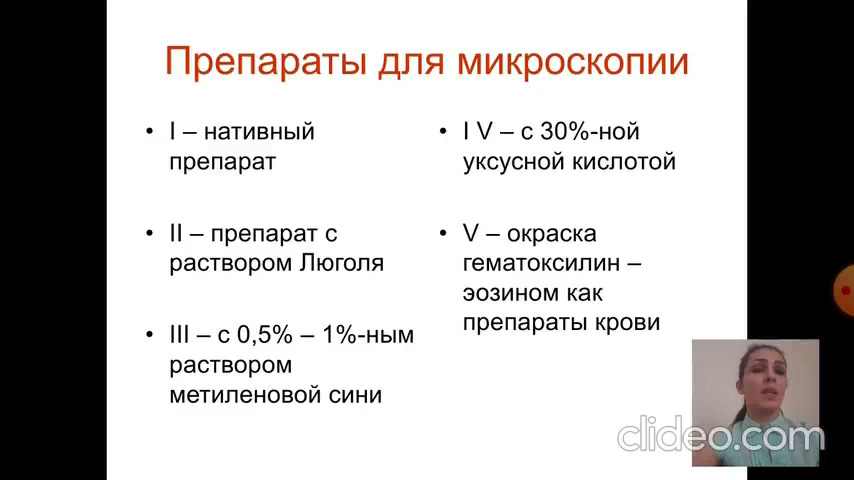 Препараты для микроскопии
• I – нативный
препарат
• II – препарат с
раствором Люголя
• III – с 0,5% – 1%-ным
раствором
метиленовой сини
• I V – с 30%-ной
уксусной кислотой
• V – окраска
гематоксилин –
эозином как
препараты крови
clideo.com